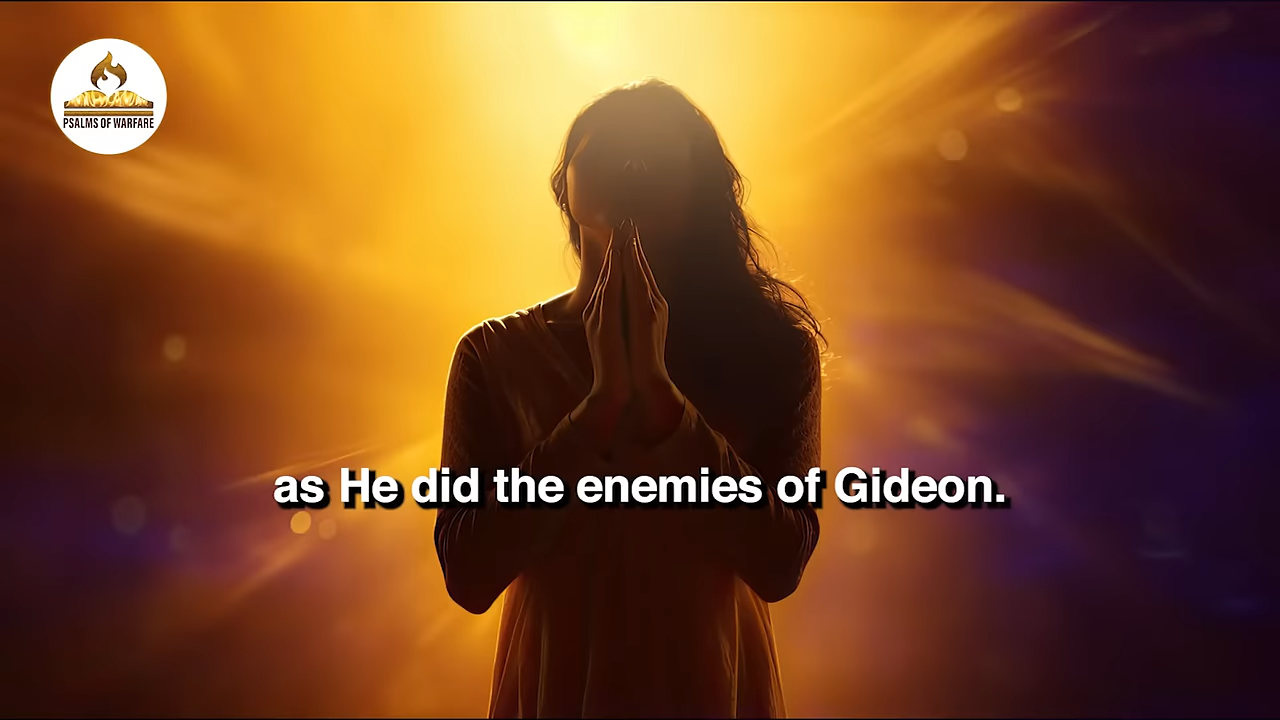 PSALMS OF WARFARE
as He did the enemies of Gideon.